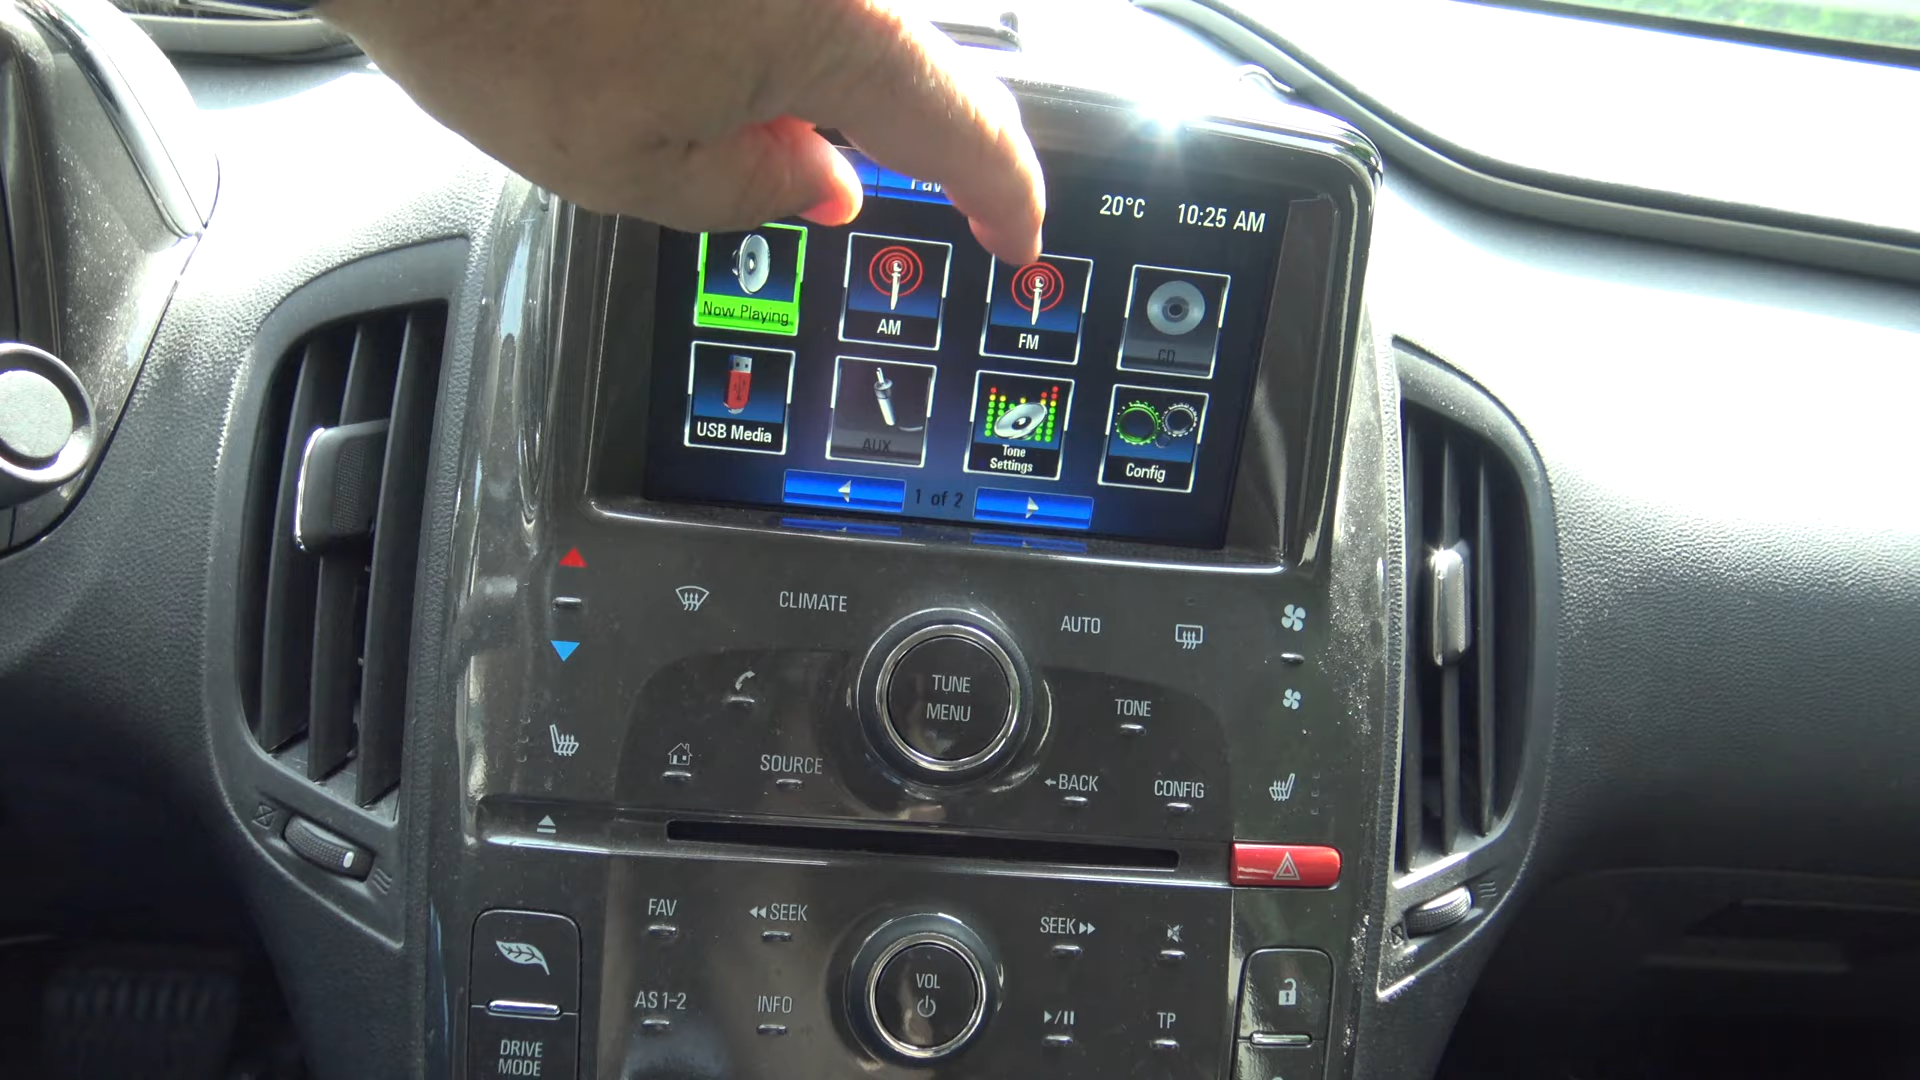 20°C
10:25 AM
Now Playing
AM
FM
CD
USB Media
AUX
Tone
Settings
Config
1 of 2
CLIMATE
AUTO
TUNE
MENU
TONE
SOURCE
←BACK
CONFIG
FAV
◀◀ SEEK
SEEK ▶▶
AS 1-2
INFO
VOL
▶/II
TP
DRIVE
MODE